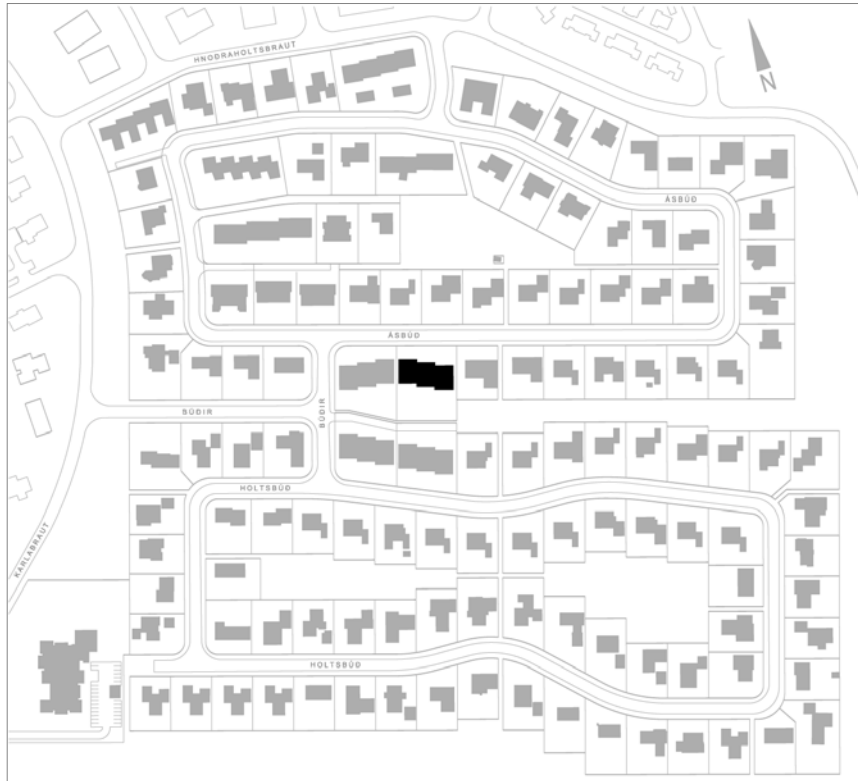 HNOÐRAHOLTSBRAUT
N
ÁSBÚÐ
ÁSBÚÐ
BÚÐIR
BÚÐIR
HOLTSBÚÐ
KARLABRAUT
HOLTSBÚÐ